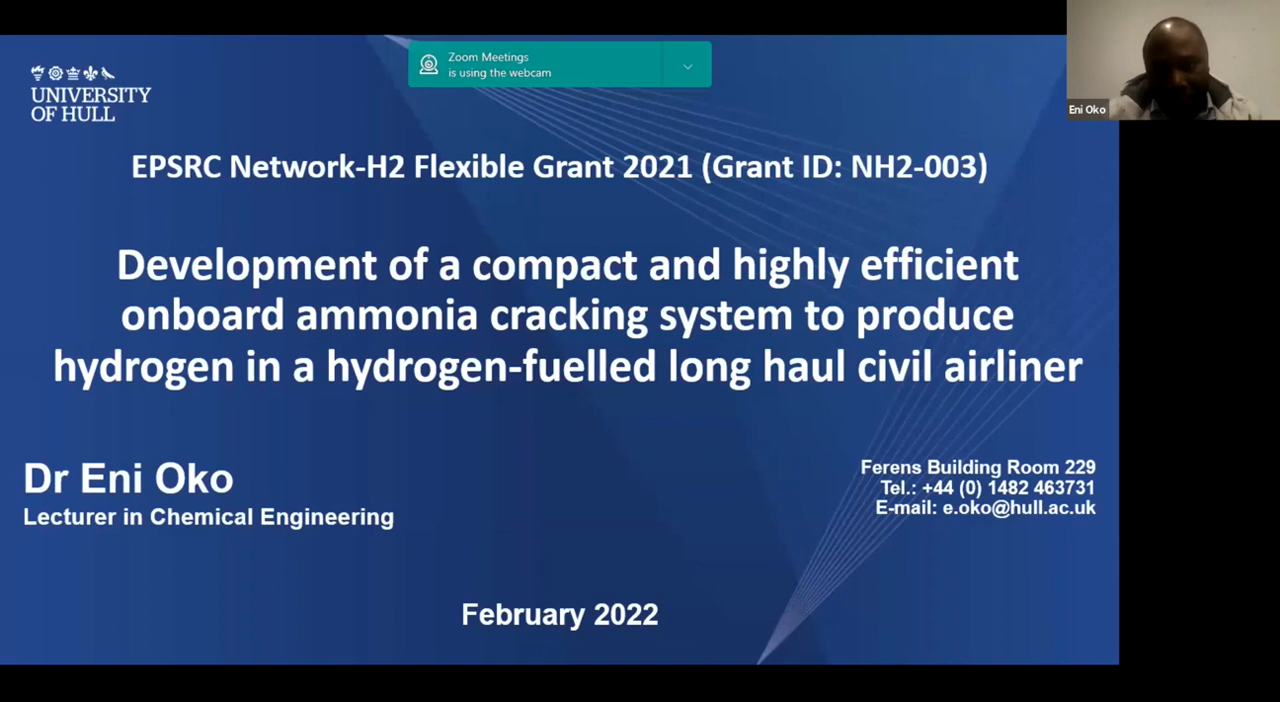 Zoom Meetings
is using the webcam
Eni Oko
UNIVERSITY
OF HULL
EPSRC Network-H2 Flexible Grant 2021 (Grant ID: NH2-003)
Development of a compact and highly efficient
onboard ammonia cracking system to produce
hydrogen in a hydrogen-fuelled long haul civil airliner
Dr Eni Oko
Lecturer in Chemical Engineering
Ferens Building Room 229
Tel.: +44 (0) 1482 463731
E-mail: e.oko@hull.ac.uk
February 2022